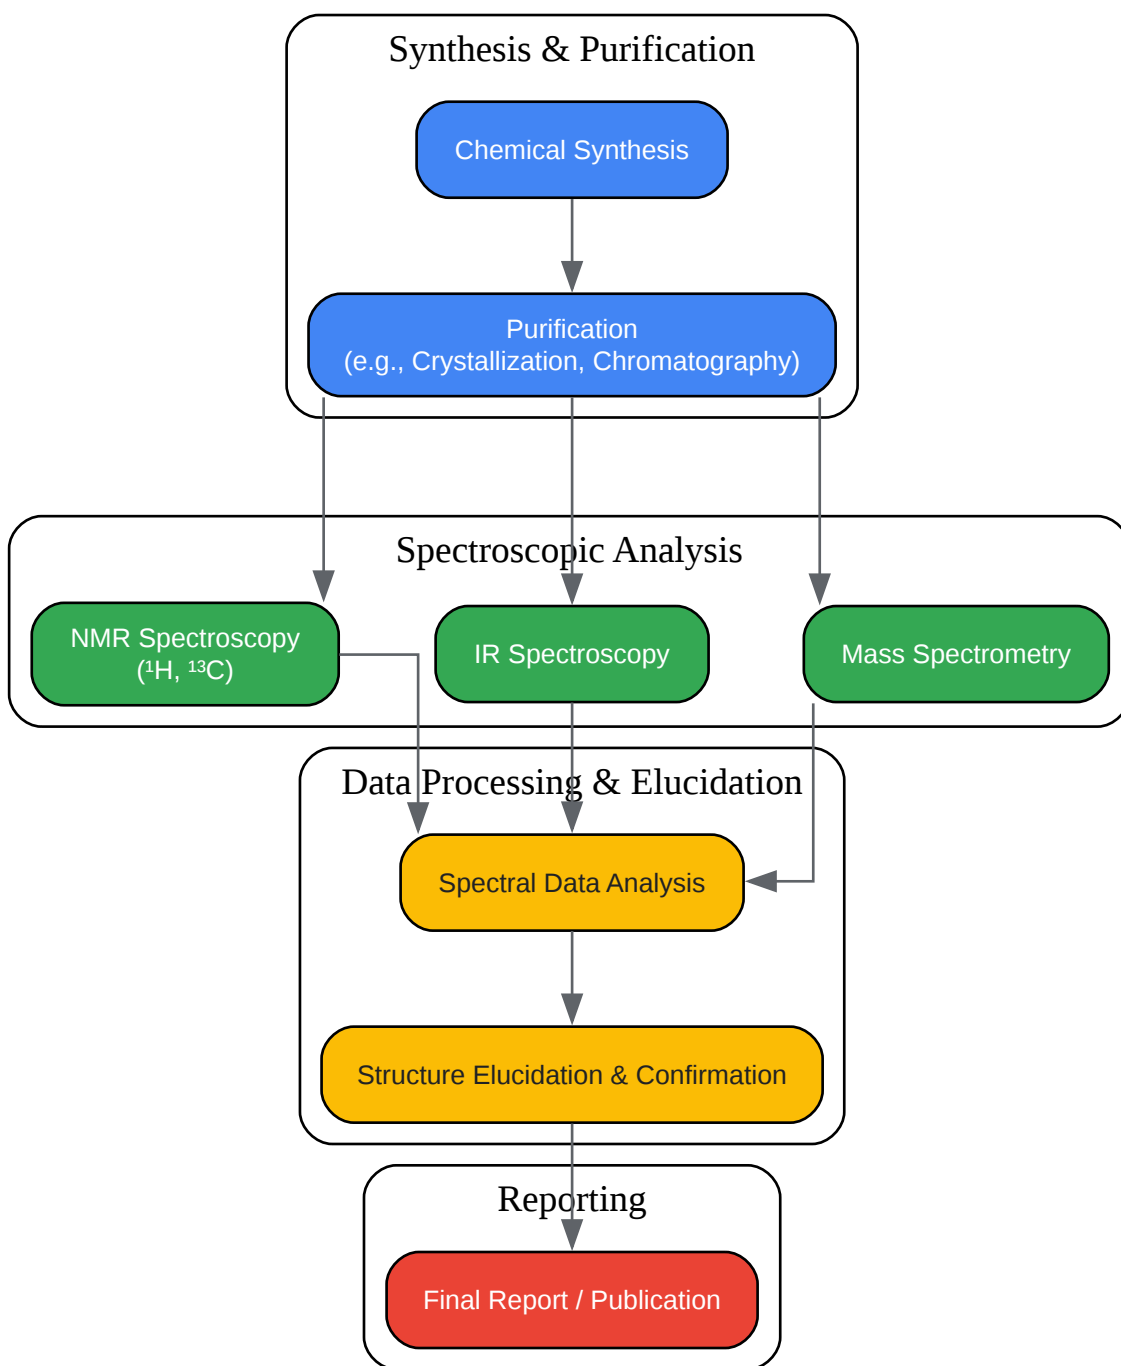 Synthesis & Purification
Chemical Synthesis
Purification
(e.g., Crystallization, Chromatography)
Spectroscopic Analysis
NMR Spectroscopy
(¹H, ¹³C)
IR Spectroscopy
Mass Spectrometry
Data Processing & Elucidation
Spectral Data Analysis
Structure Elucidation & Confirmation
Reporting
Final Report / Publication